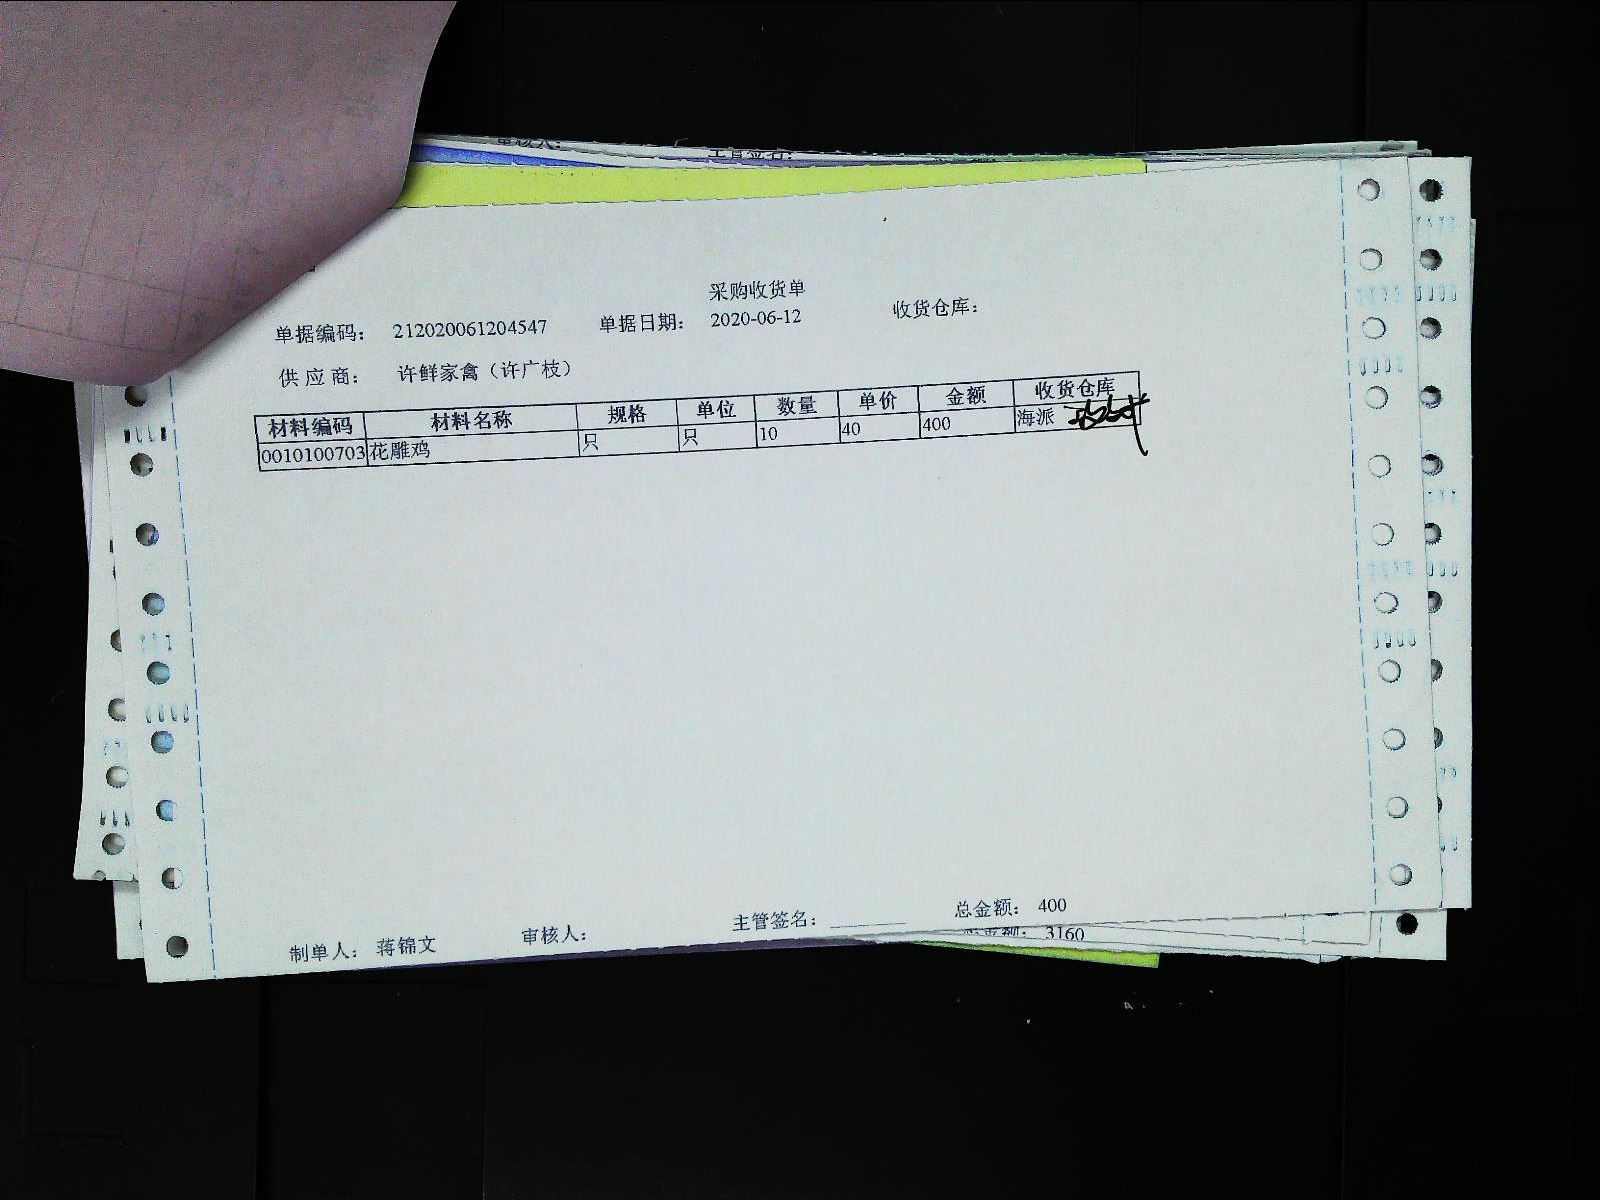 采购收货单
单据编码： 212020061204547 单据日期： 2020-06-12 收货仓库：
供应商： 许鲜家禽（许广枝）
材料编码 材料名称 规格 单位 数量 单价 金额 收货仓库
0010100703 花雕鸡 只 只 10 40 400 海派
总金额： 400
制单人： 蒋锦文 审核人： 主管签名：
3160